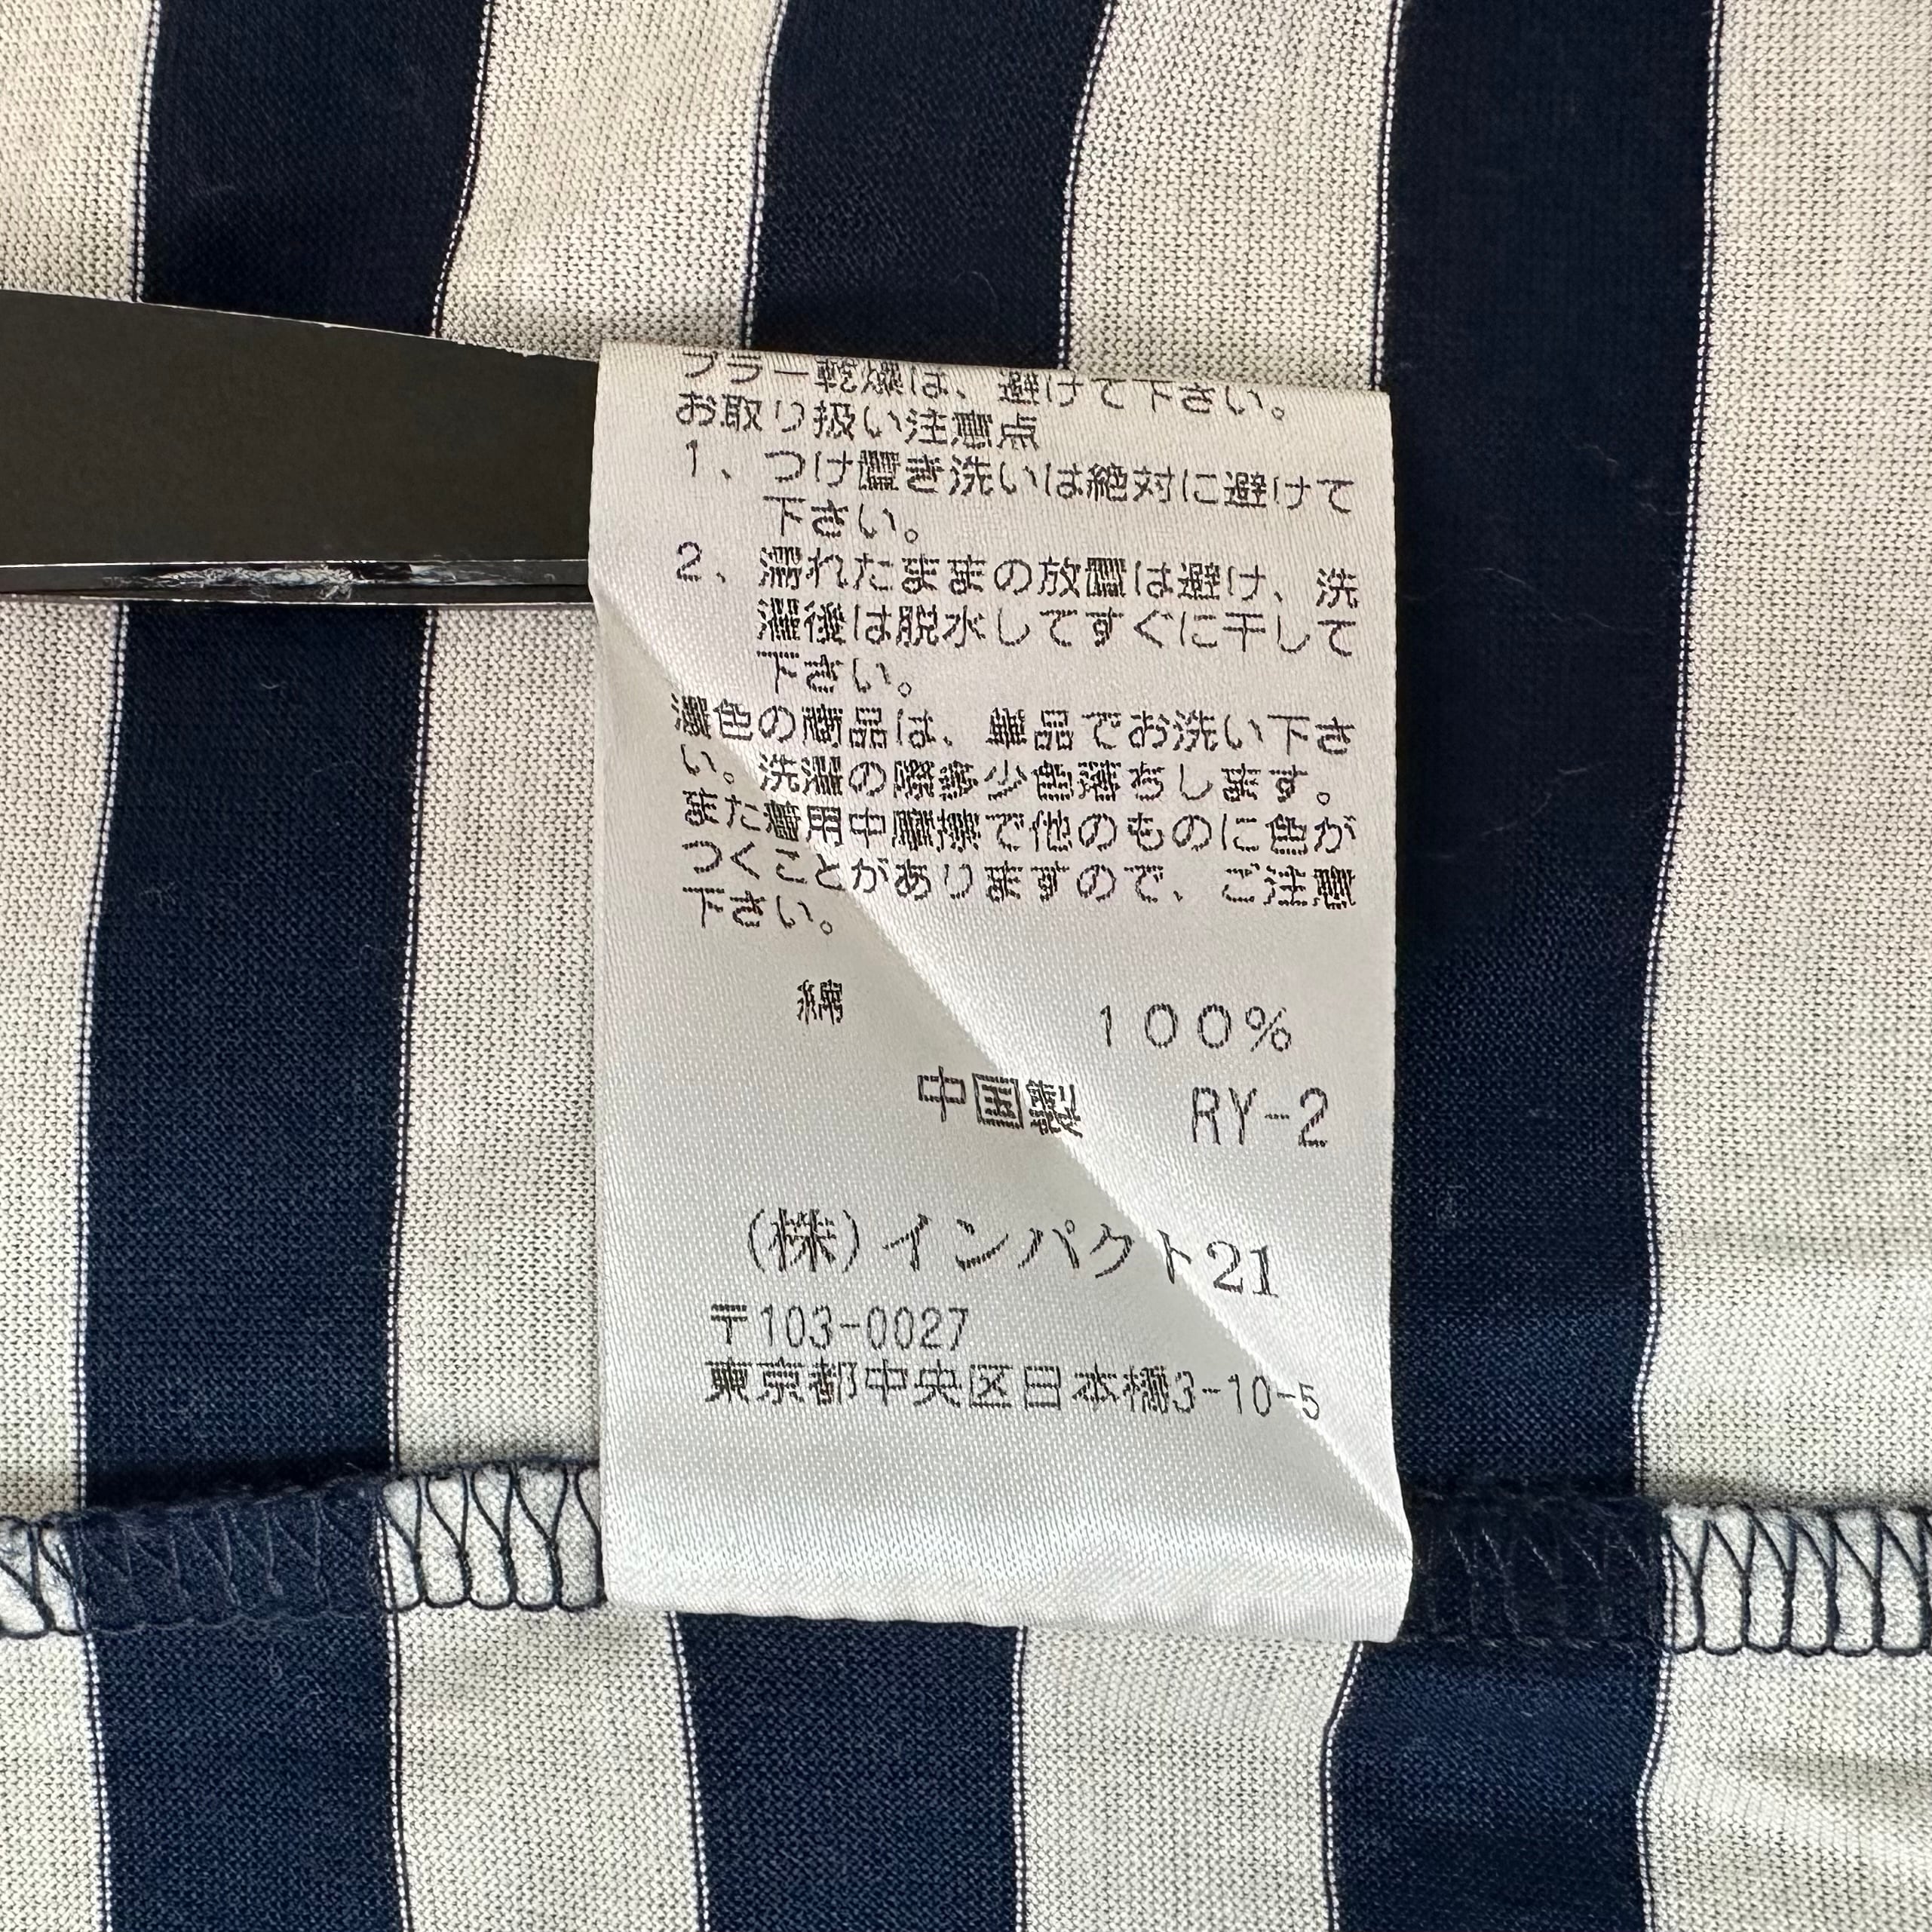 ブラー乾燥は、避けて下さい。
お取り扱い注意点
1、つけ置き洗いは絶対に避けて
下さい。
2、濡れたままの放置は避け、洗
濯後は脱水してすぐに干して
下さい。
濃色の商品は、単品でお洗い下さ
い。洗濯の際多少色落ちします。
また着用中摩擦で他のものに色が
つくことがありますので、ご注意
下さい。
綿 100%
中国製 RY-2
(株)インパクト21
〒103-0027
東京都中央区日本橋3-10-5